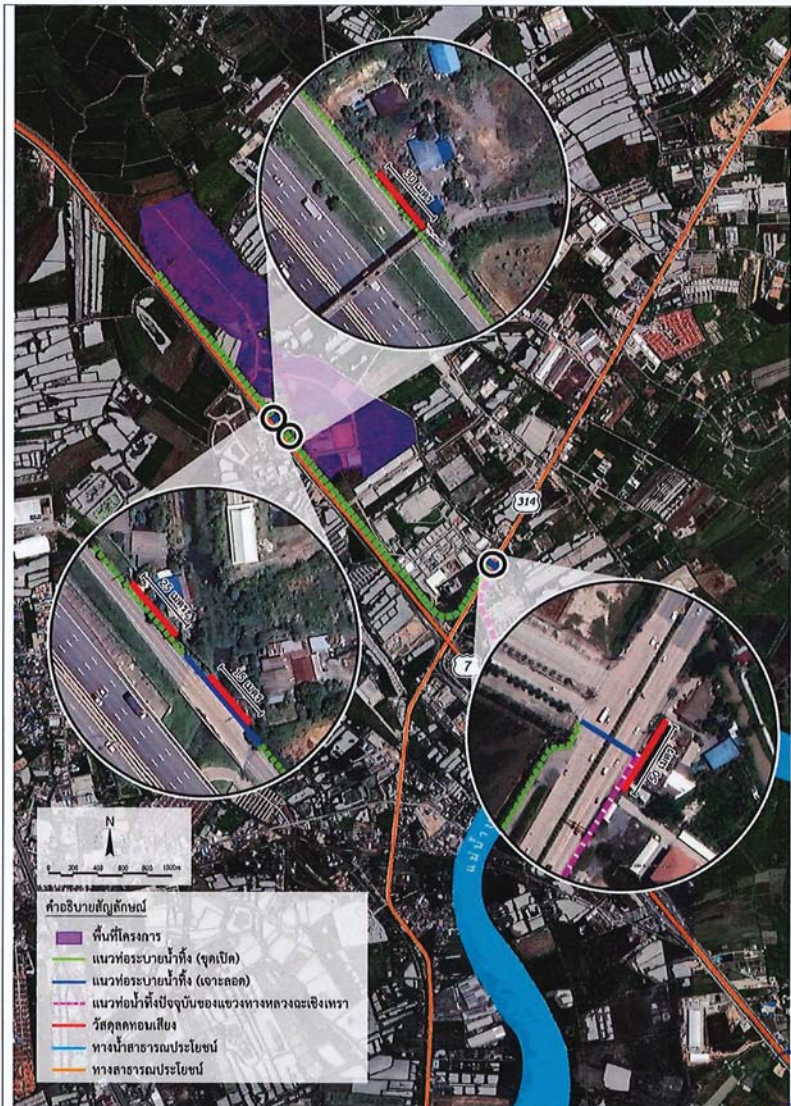 30 เมตร
314
25 เมตร
15 เมตร
7
50 เมตร
แม่น้ำบ
N
0 200 400 600 800 1000m
คำอธิบายสัญลักษณ์
พื้นที่โครงการ
แนวท่อระบายน้ำทิ้ง (ขุดเปิด)
แนวท่อระบายน้ำทิ้ง (เจาะลอด)
แนวท่อน้ำทิ้งปัจจุบันของแขวงทางหลวงฉะเชิงเทรา
วัสดุลดทอนเสียง
ทางน้ำสาธารณประโยชน์
ทางสาธารณประโยชน์